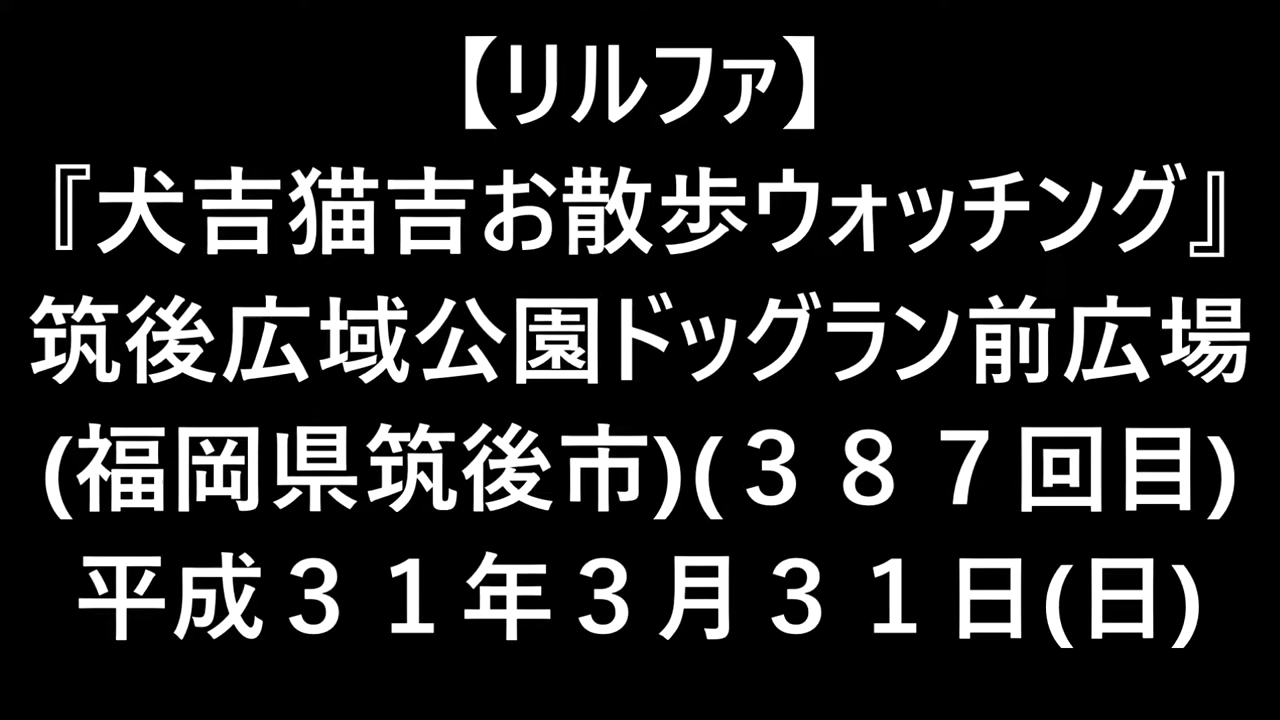 【リルファ】
『犬吉猫吉お散歩ウォッチング』
筑後広域公園ドッグラン前広場
(福岡県筑後市)(３８７回目)
平成３１年３月３１日(日)